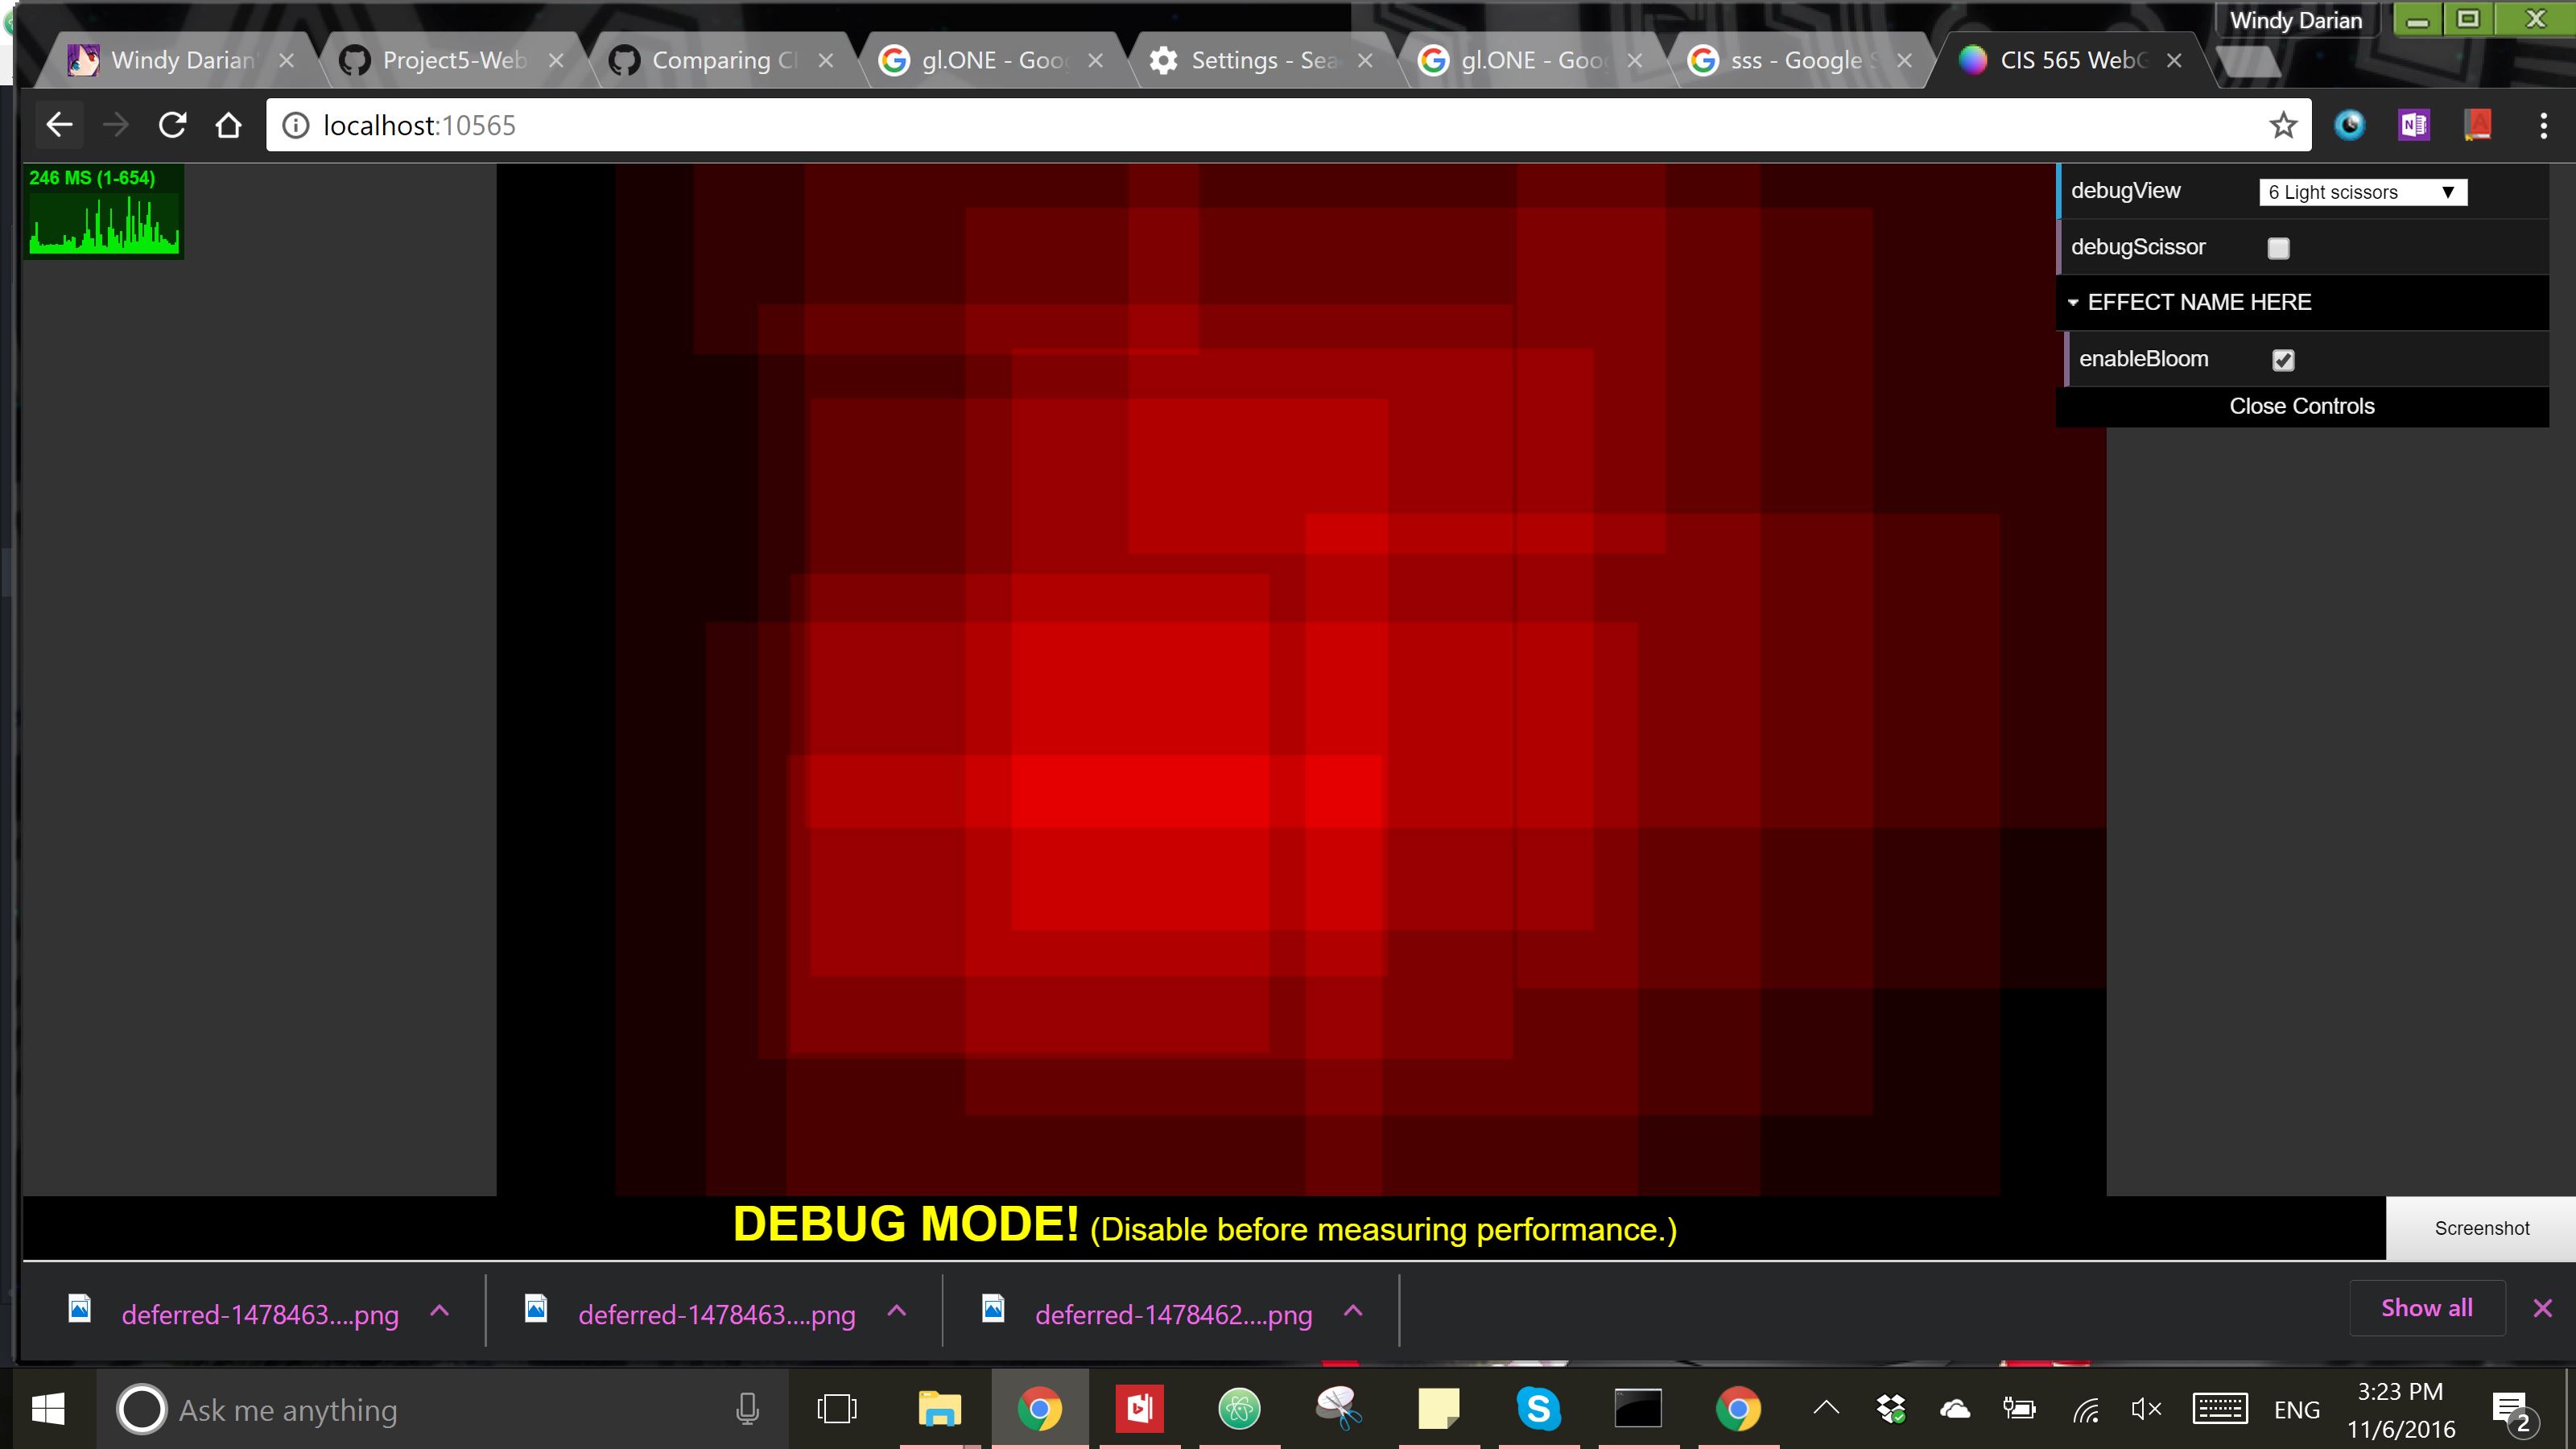 Windy Darian
Windy Darian'
Project5-Web
Comparing Cl
gl.ONE - Goog
Settings - Sea
gl.ONE - Goog
sss - Google S
CIS 565 WebG
localhost:10565
246 MS (1-654)
debugView
6 Light scissors
debugScissor
EFFECT NAME HERE
enableBloom
Close Controls
DEBUG MODE! (Disable before measuring performance.)
Screenshot
deferred-1478463....png
deferred-1478463....png
deferred-1478462....png
Show all
Ask me anything
ENG
3:23 PM
11/6/2016
2